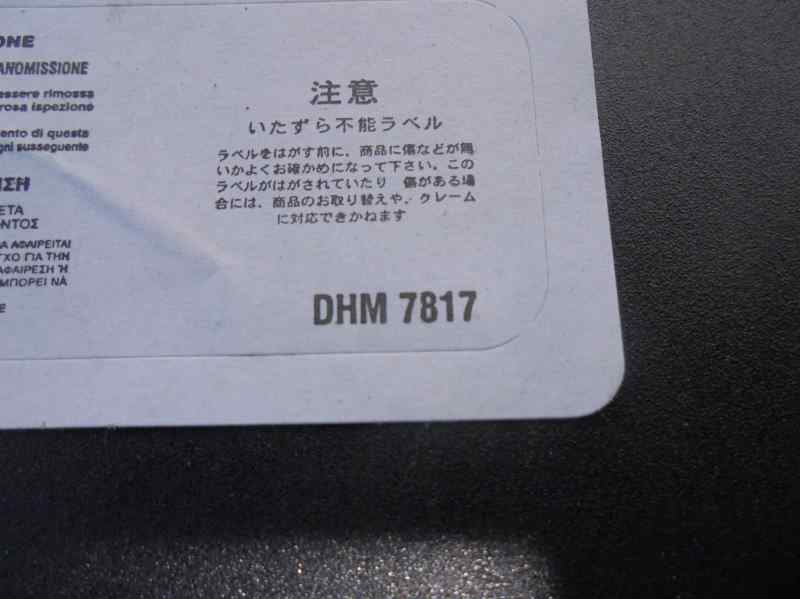 ONE
ANOMISSIONE
essere rimossa
rosa ispezione
ento di questa
gni susseguente
ΙΣΗ
ΕΤΑ
ΟΝΤΟΣ
Α ΑΦΑΙΡΕΙΤΑΙ
ΓΧΟ ΓΙΑ ΤΗΝ
ΑΦΑΙΡΕΣΗ Ή
ΜΠΟΡΕΙ ΝΑ
Ε
注意
いたずら不能ラベル
ラベルをはがす前に、商品に傷などが無
いかよくお確かめになって下さい。この
ラベルがはがされていたり 傷がある場
合には、商品のお取り替えや、クレーム
に対応できかねます
DHM 7817